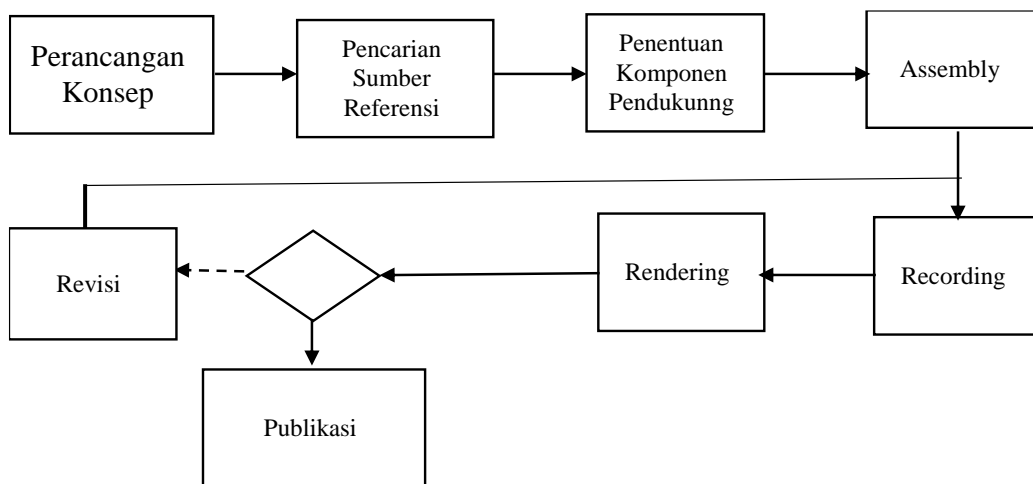 Perancangan
Konsep
Pencarian
Sumber
Referensi
Penentuan
Komponen
Pendukunng
Assembly
Revisi
Rendering
Recording
Publikasi